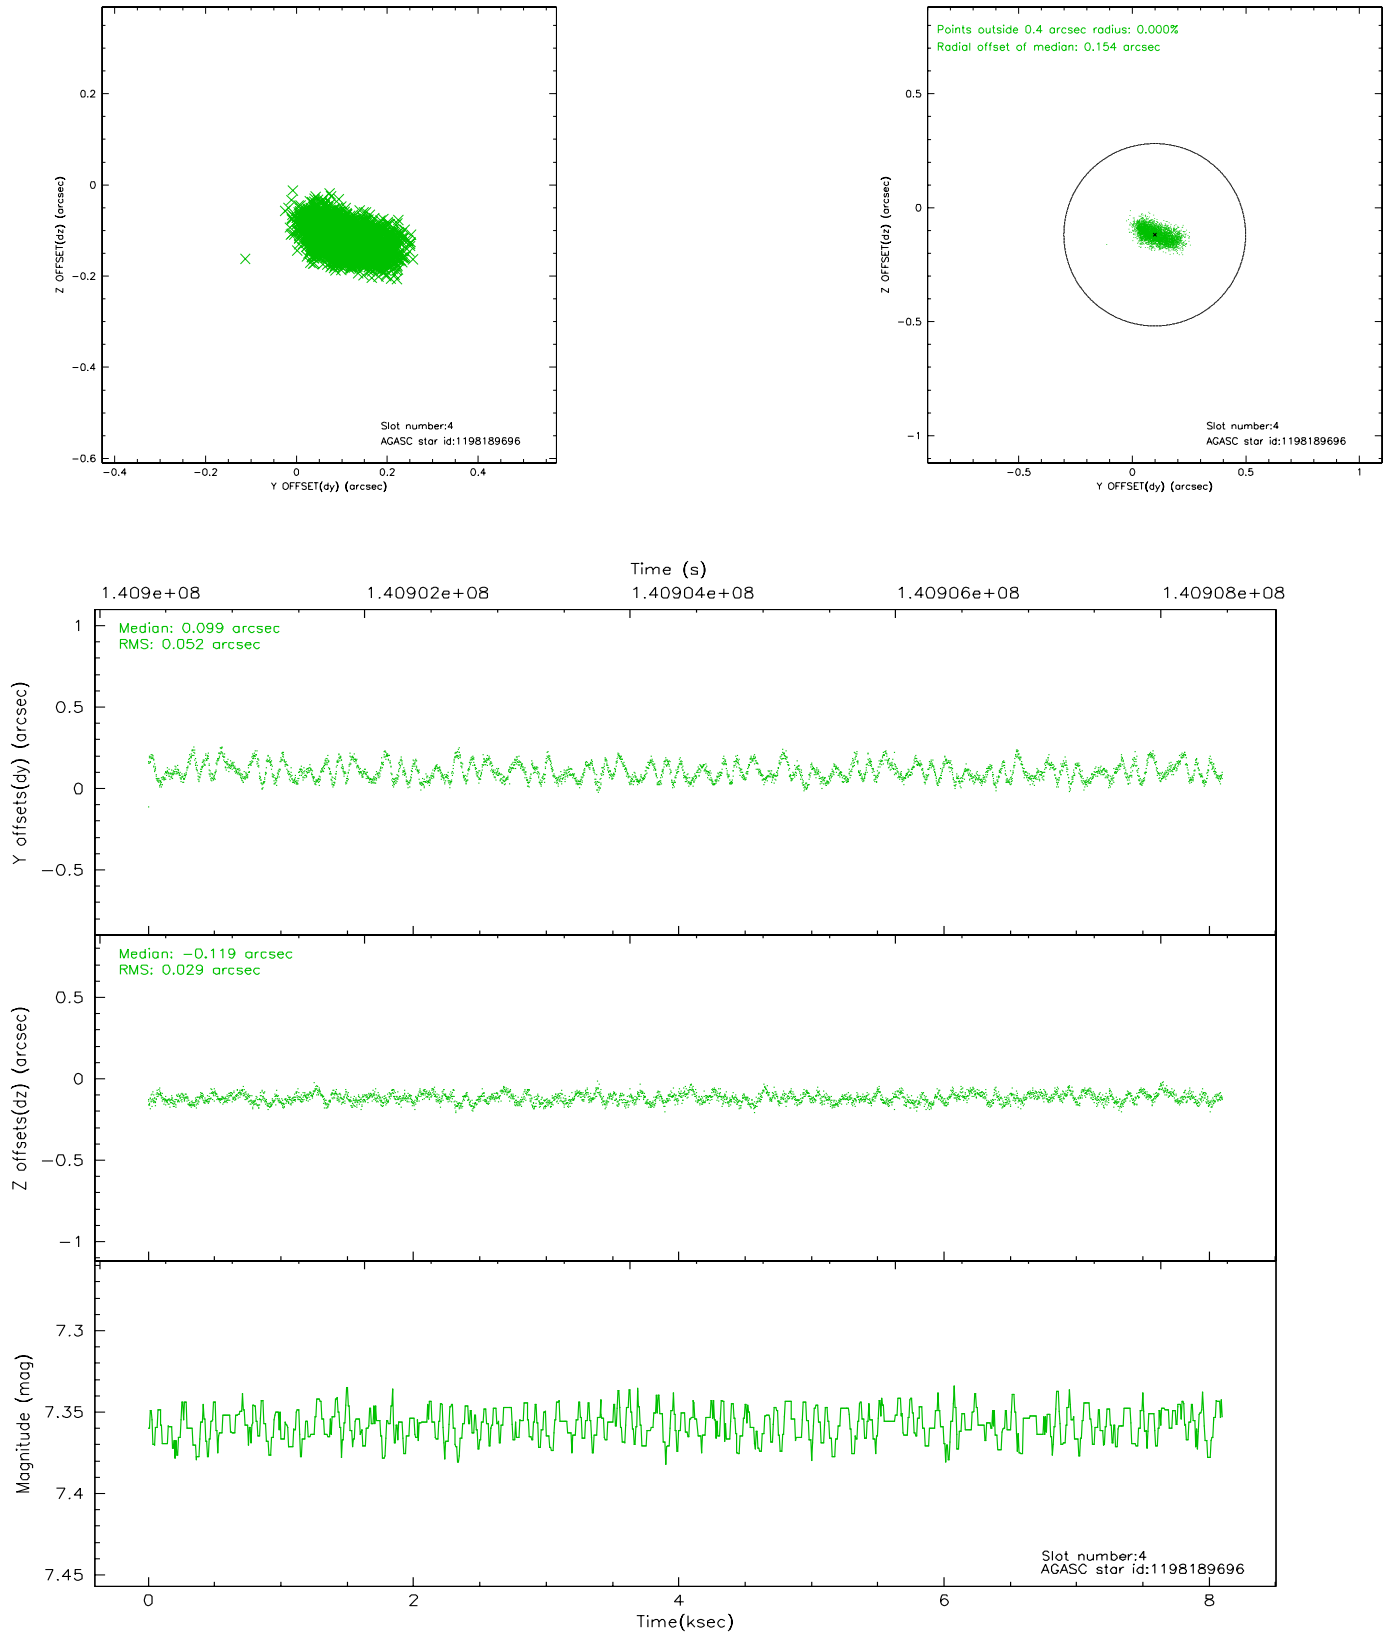 0.2
0
−0.2
−0.4
−0.6
Z OFFSET(dz) (arcsec)
Slot number:4
AGASC star id:1198189696
−0.4 −0.2 0 0.2 0.4
Y OFFSET(dy) (arcsec)
Points outside 0.4 arcsec radius: 0.000%
Radial offset of median: 0.154 arcsec
0.5
0
−0.5
−1
Z OFFSET(dz) (arcsec)
Slot number:4
AGASC star id:1198189696
−0.5 0 0.5 1
Y OFFSET(dy) (arcsec)
Time (s)
1.409e+08 1.40902e+08 1.40904e+08 1.40906e+08 1.40908e+08
Median: 0.099 arcsec
RMS: 0.052 arcsec
1
0.5
0
−0.5
Y offsets(dy) (arcsec)
Median: −0.119 arcsec
RMS: 0.029 arcsec
0.5
0
−0.5
−1
Z offsets(dz) (arcsec)
7.3
7.35
7.4
7.45
Magnitude (mag)
Slot number:4
AGASC star id:1198189696
0 2 4 6 8
Time(ksec)